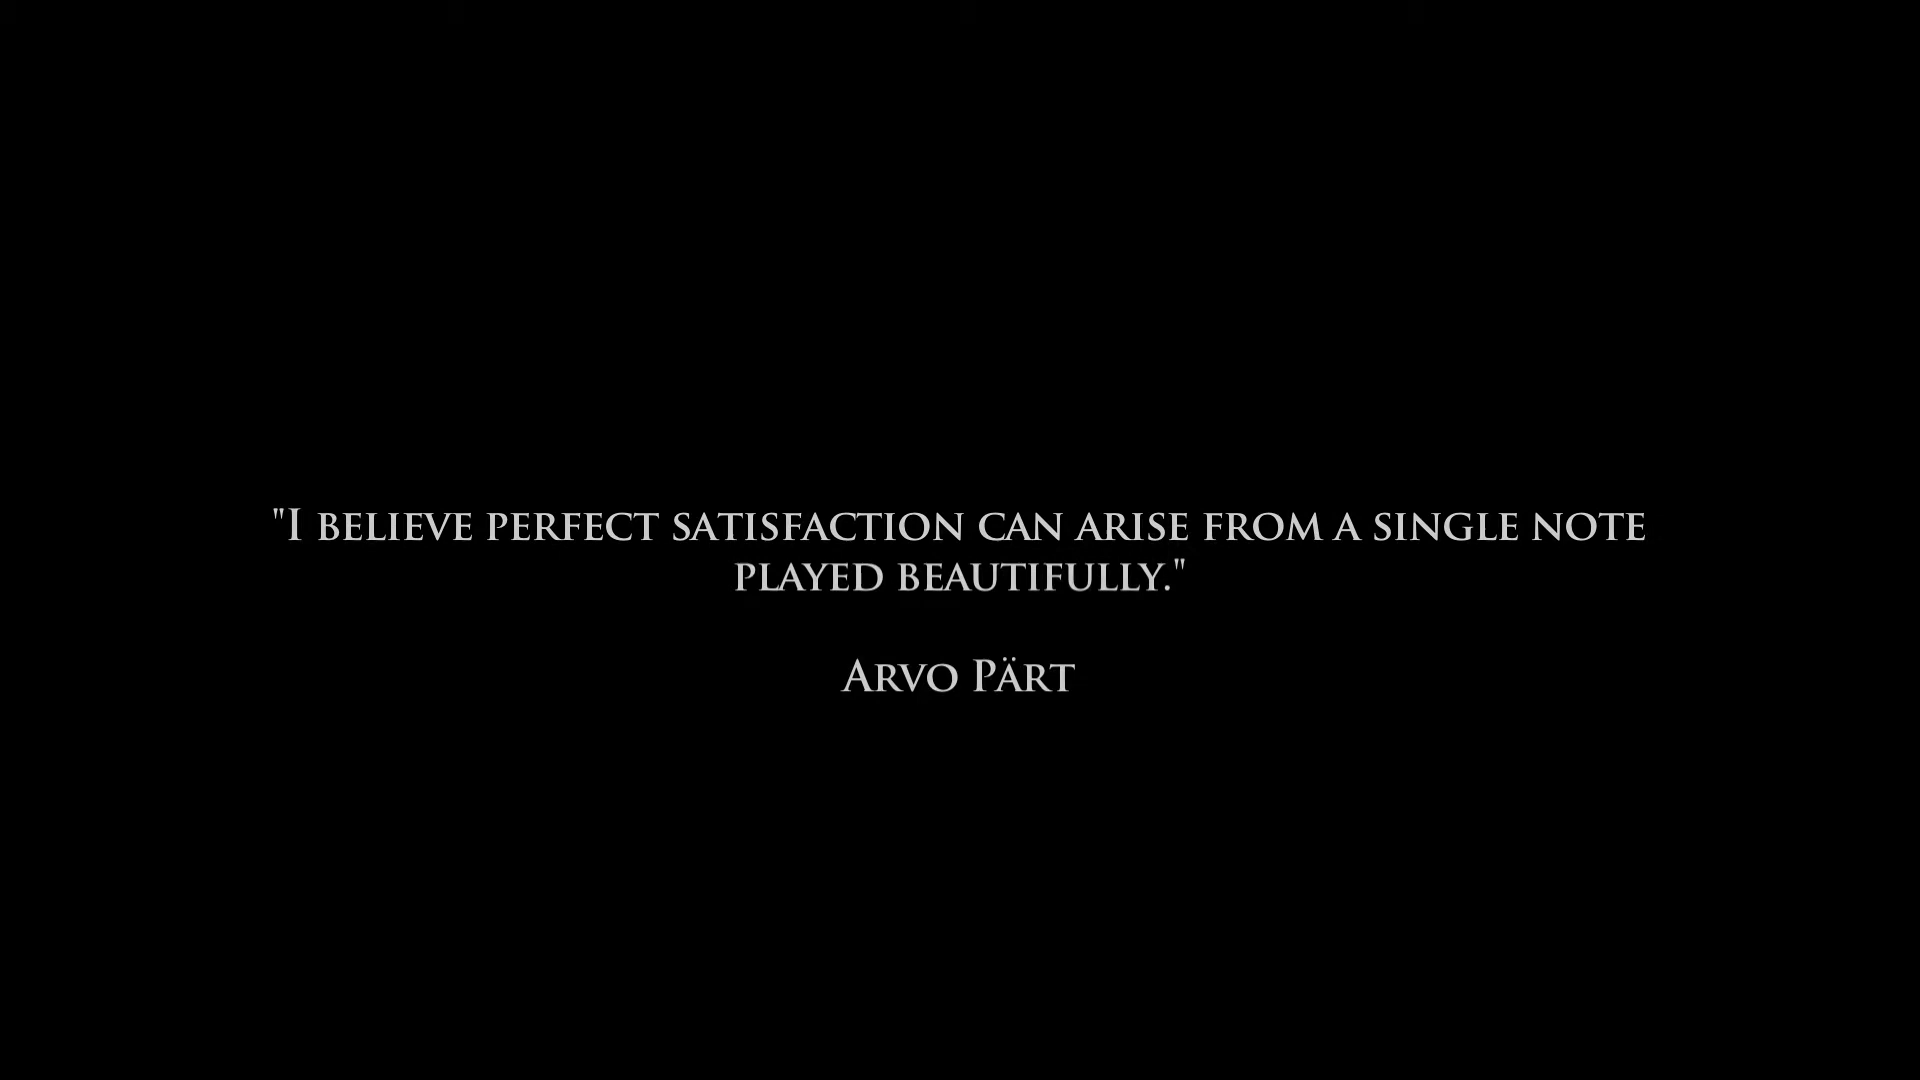 "I believe perfect satisfaction can arise from a single note
played beautifully."
Arvo Pärt